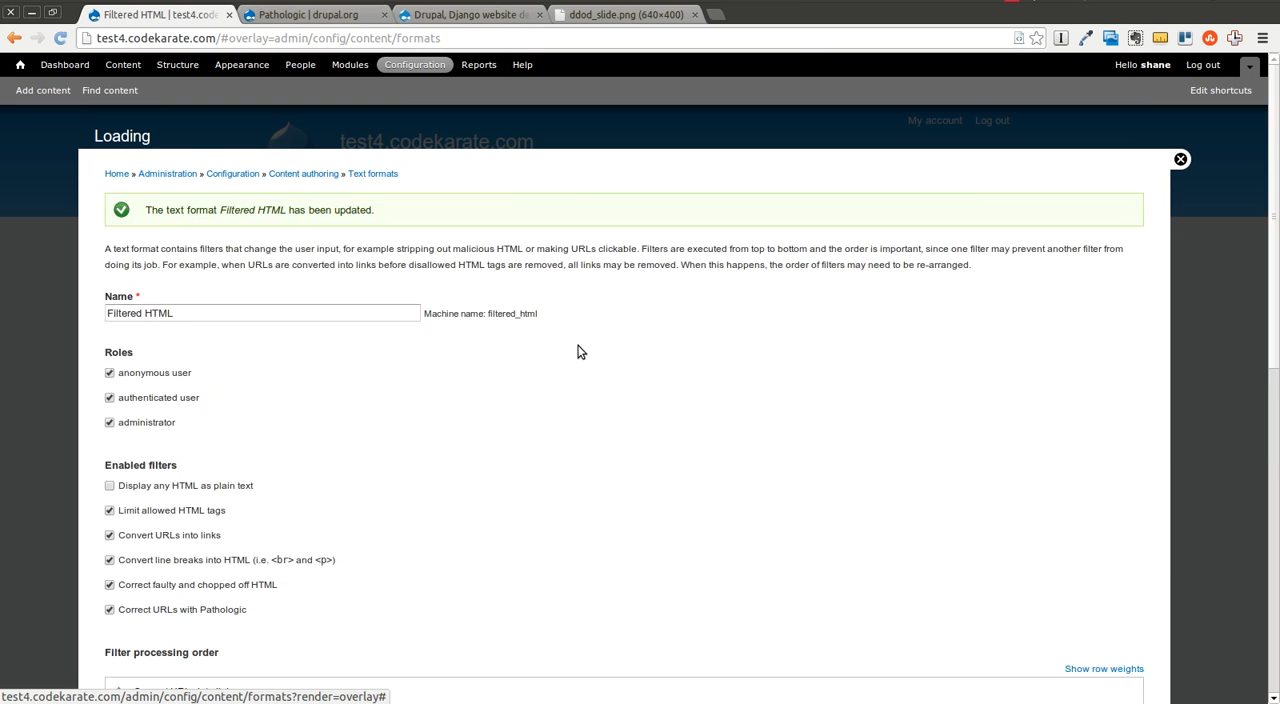 Filtered HTML | test4.code
Pathologic | drupal.org
Drupal, Django website de
ddod_slide.png (640×400)
test4.codekarate.com/#overlay=admin/config/content/formats
Dashboard Content Structure Appearance People Modules Configuration Reports Help
Hello shane Log out
Add content Find content
Edit shortcuts
My account Log out
Loading
test4.codekarate.com
Home » Administration » Configuration » Content authoring » Text formats
The text format Filtered HTML has been updated.
A text format contains filters that change the user input, for example stripping out malicious HTML or making URLs clickable. Filters are executed from top to bottom and the order is important, since one filter may prevent another filter from
doing its job. For example, when URLs are converted into links before disallowed HTML tags are removed, all links may be removed. When this happens, the order of filters may need to be re-arranged.
Name *
Filtered HTML Machine name: filtered_html
Roles
anonymous user
authenticated user
administrator
Enabled filters
Display any HTML as plain text
Limit allowed HTML tags
Convert URLs into links
Convert line breaks into HTML (i.e. <br> and <p>)
Correct faulty and chopped off HTML
Correct URLs with Pathologic
Filter processing order
Show row weights
test4.codekarate.com/admin/config/content/formats?render=overlay#